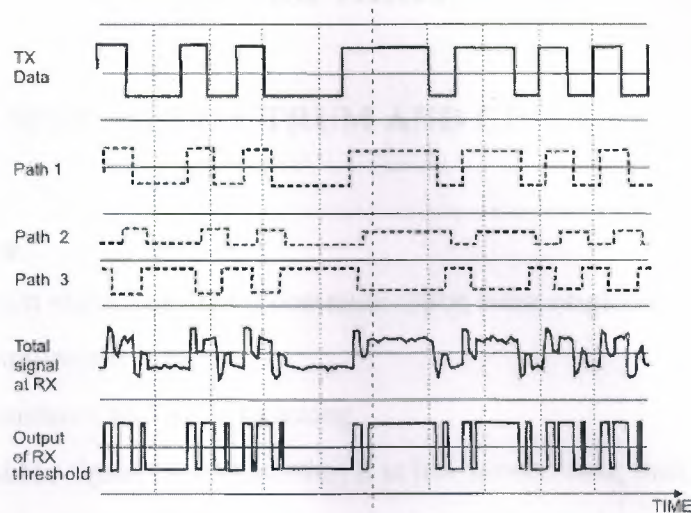 TX
Data
Path 1
Path 2
Path 3
Total
signal
at RX
Output
of RX
threshold
TIME